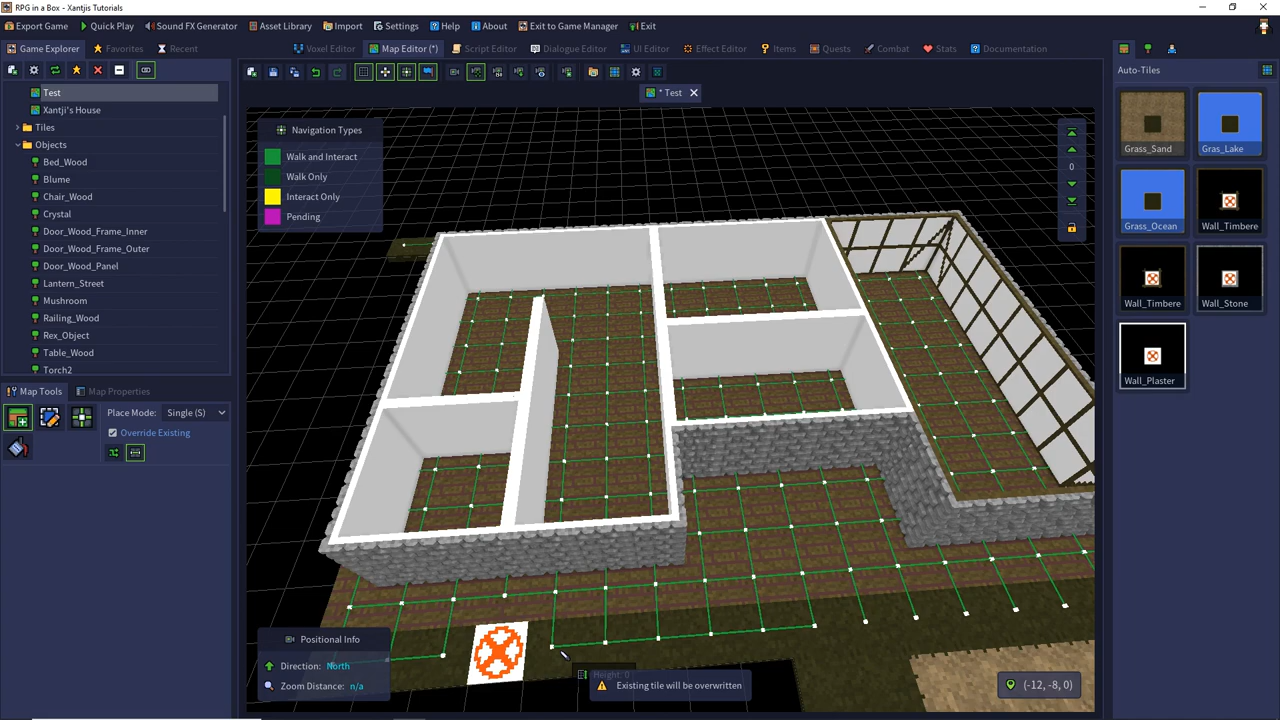 RPG in a Box - Xantjis Tutorials
Export Game Quick Play Sound FX Generator Asset Library Import Settings Help About Exit to Game Manager Exit
Game Explorer Favorites Recent Voxel Editor Map Editor (*) Script Editor Dialogue Editor UI Editor Effect Editor Items Quests Combat Stats Documentation
Auto-Tiles
* Test
Test
Xantji's House
Tiles
Objects
Bed_Wood
Blume
Chair_Wood
Crystal
Door_Wood_Frame_Inner
Door_Wood_Frame_Outer
Door_Wood_Panel
Lantern_Street
Mushroom
Railing_Wood
Rex_Object
Table_Wood
Torch2
Navigation Types
Walk and Interact
Walk Only
Interact Only
Pending
0
Grass_Sand Gras_Lake
Grass_Ocean Wall_Timbere
Wall_Timbere Wall_Stone
Wall_Plaster
Map Tools Map Properties
Place Mode: Single (S)
Override Existing
Positional Info
Direction: North
Zoom Distance: n/a
Height: 0
Existing tile will be overwritten
(-12, -8, 0)